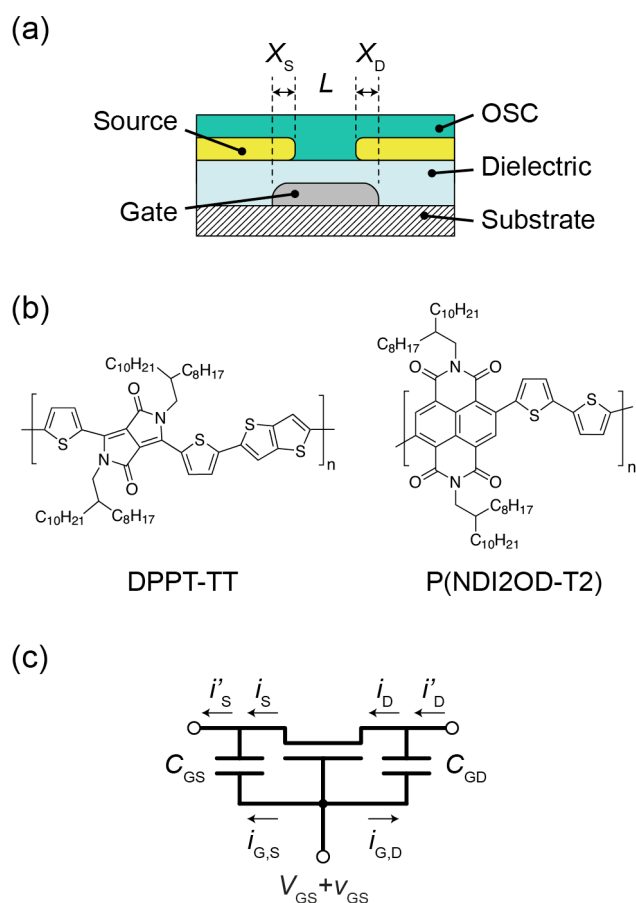 (a)
X_S L X_D
Source
OSC
Dielectric
Gate
Substrate
(b)
C10H21
C8H17
O
N
S
S
S
S
N
O
n
C10H21
C8H17
DPPT-TT
C10H21
C8H17
O
N
O
S
S
n
O
N
O
C8H17
C10H21
P(NDI2OD-T2)
(c)
i'_S i_S i_D i'_D
C_GS
C_GD
i_G,S i_G,D
V_GS+v_GS